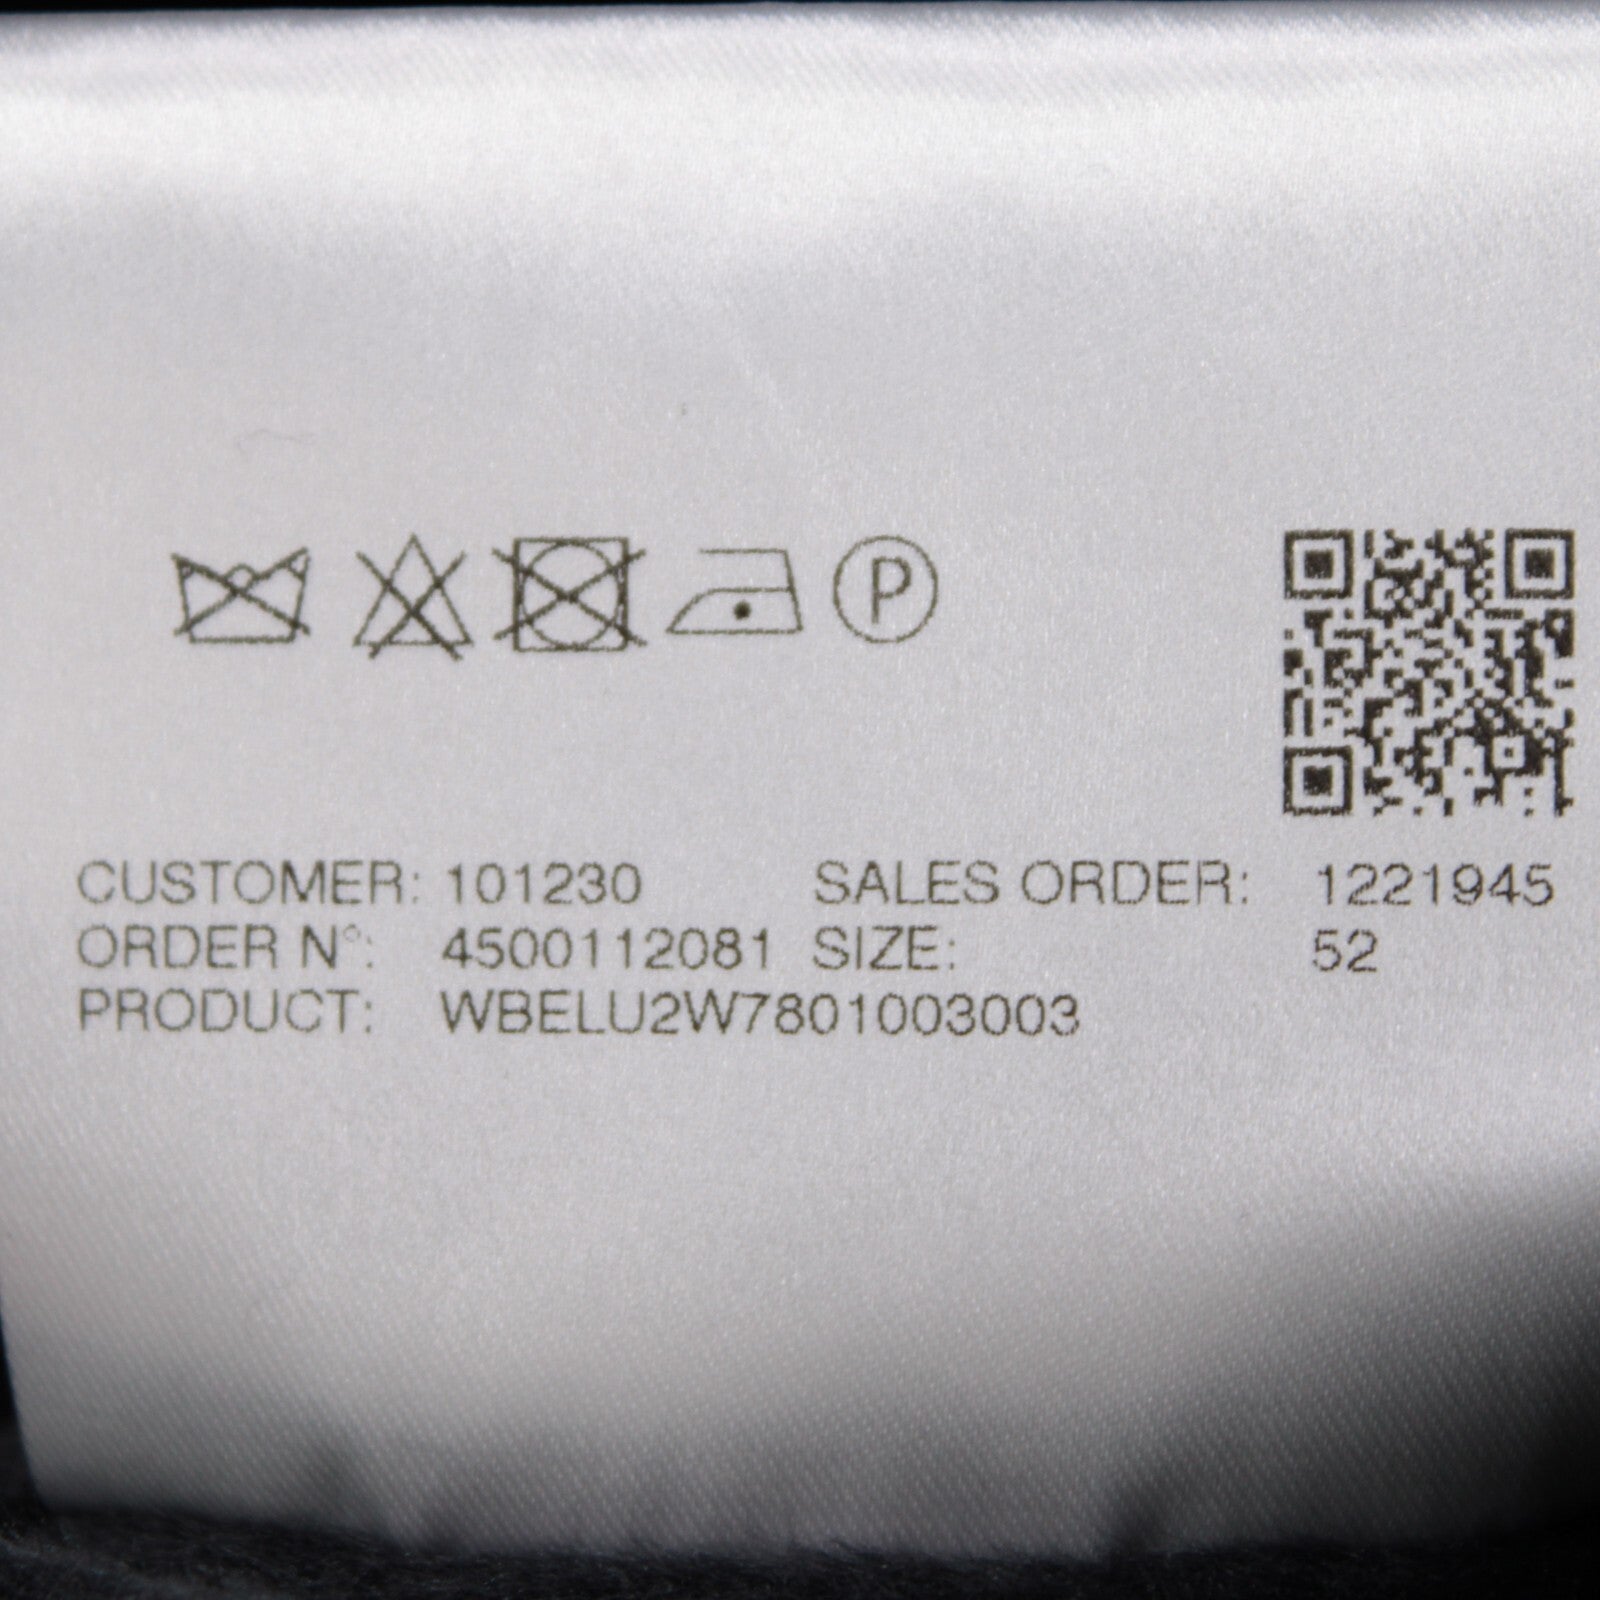 P
CUSTOMER: 101230 SALES ORDER: 1221945
ORDER N°: 4500112081 SIZE: 52
PRODUCT: WBELU2W7801003003